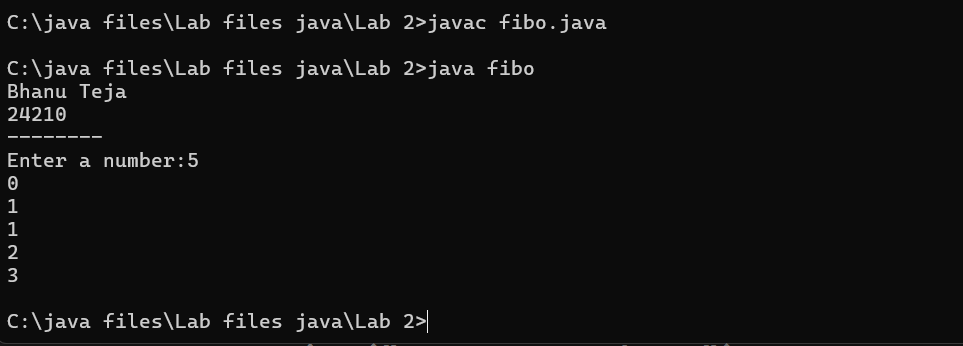 C:\java files\Lab files java\Lab 2>javac fibo.java
C:\java files\Lab files java\Lab 2>java fibo
Bhanu Teja
24210
--------
Enter a number:5
0
1
1
2
3
C:\java files\Lab files java\Lab 2>